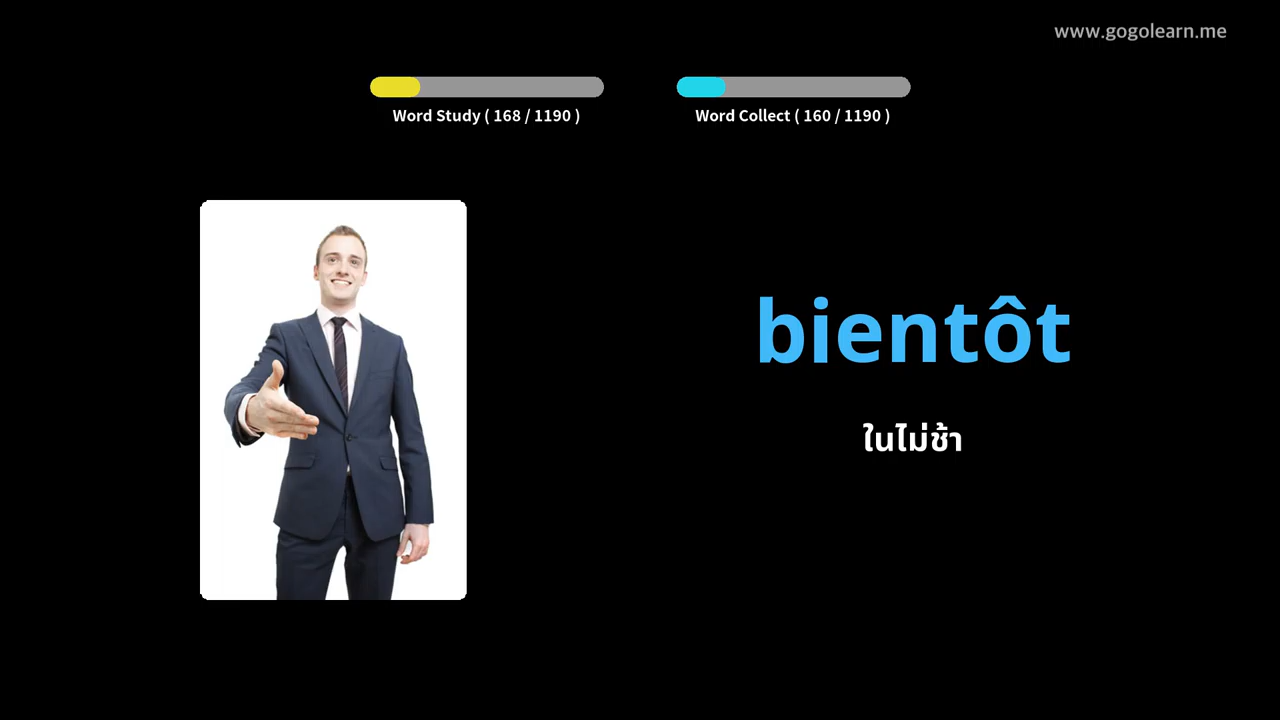 www.gogolearn.me
Word Study ( 168 / 1190 )
Word Collect ( 160 / 1190 )
bientôt
ในไม่ช้า